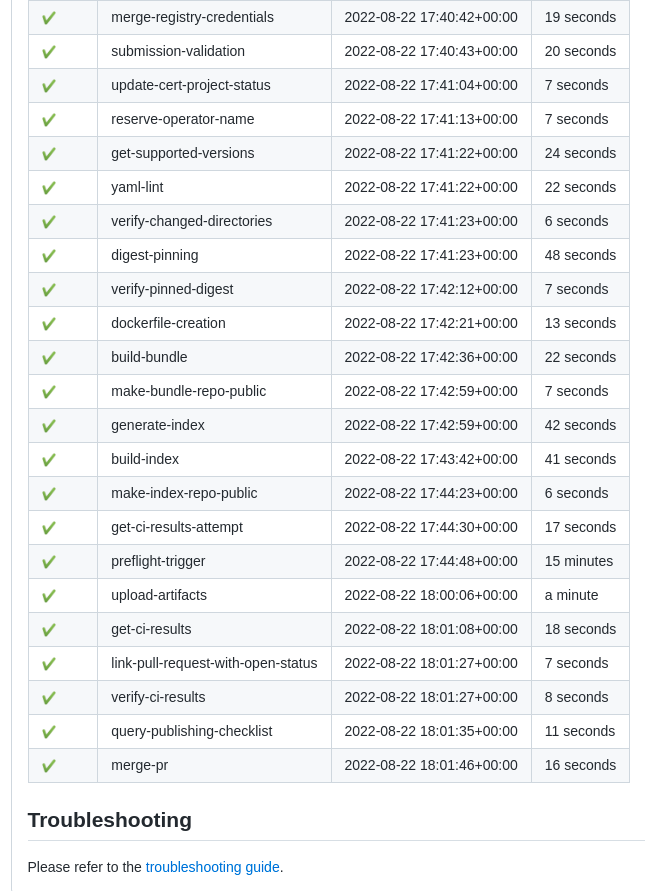 merge-registry-credentials 2022-08-22 17:40:42+00:00 19 seconds
submission-validation 2022-08-22 17:40:43+00:00 20 seconds
update-cert-project-status 2022-08-22 17:41:04+00:00 7 seconds
reserve-operator-name 2022-08-22 17:41:13+00:00 7 seconds
get-supported-versions 2022-08-22 17:41:22+00:00 24 seconds
yaml-lint 2022-08-22 17:41:22+00:00 22 seconds
verify-changed-directories 2022-08-22 17:41:23+00:00 6 seconds
digest-pinning 2022-08-22 17:41:23+00:00 48 seconds
verify-pinned-digest 2022-08-22 17:42:12+00:00 7 seconds
dockerfile-creation 2022-08-22 17:42:21+00:00 13 seconds
build-bundle 2022-08-22 17:42:36+00:00 22 seconds
make-bundle-repo-public 2022-08-22 17:42:59+00:00 7 seconds
generate-index 2022-08-22 17:42:59+00:00 42 seconds
build-index 2022-08-22 17:43:42+00:00 41 seconds
make-index-repo-public 2022-08-22 17:44:23+00:00 6 seconds
get-ci-results-attempt 2022-08-22 17:44:30+00:00 17 seconds
preflight-trigger 2022-08-22 17:44:48+00:00 15 minutes
upload-artifacts 2022-08-22 18:00:06+00:00 a minute
get-ci-results 2022-08-22 18:01:08+00:00 18 seconds
link-pull-request-with-open-status 2022-08-22 18:01:27+00:00 7 seconds
verify-ci-results 2022-08-22 18:01:27+00:00 8 seconds
query-publishing-checklist 2022-08-22 18:01:35+00:00 11 seconds
merge-pr 2022-08-22 18:01:46+00:00 16 seconds
Troubleshooting
Please refer to the troubleshooting guide.